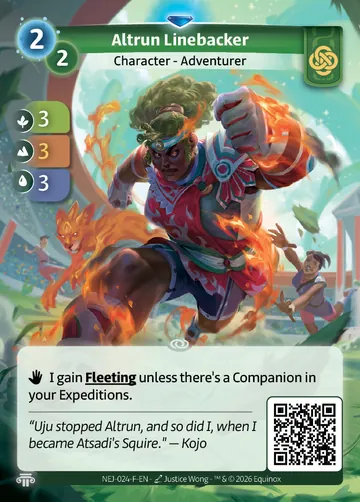 2
Altrun Linebacker
2
Character - Adventurer
3
3
3
I gain Fleeting unless there's a Companion in
your Expeditions.
"Uju stopped Altrun, and so did I, when I
became Atsadi's Squire." — Kojo
NEJ-024-F-EN - Justice Wong - ™ & © 2026 Equinox